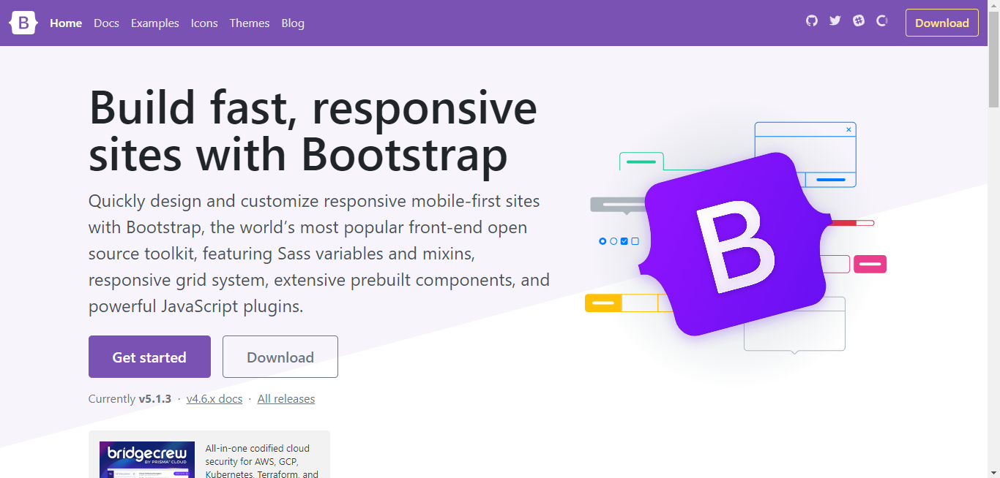 B Home Docs Examples Icons Themes Blog Download
Build fast, responsive
sites with Bootstrap
Quickly design and customize responsive mobile-first sites
with Bootstrap, the world’s most popular front-end open
source toolkit, featuring Sass variables and mixins,
responsive grid system, extensive prebuilt components, and
powerful JavaScript plugins.
B
Get started Download
Currently v5.1.3 · v4.6.x docs · All releases
bridgecrew
BY PRISMA CLOUD
All-in-one codified cloud
security for AWS, GCP,
Kubernetes, Terraform, and